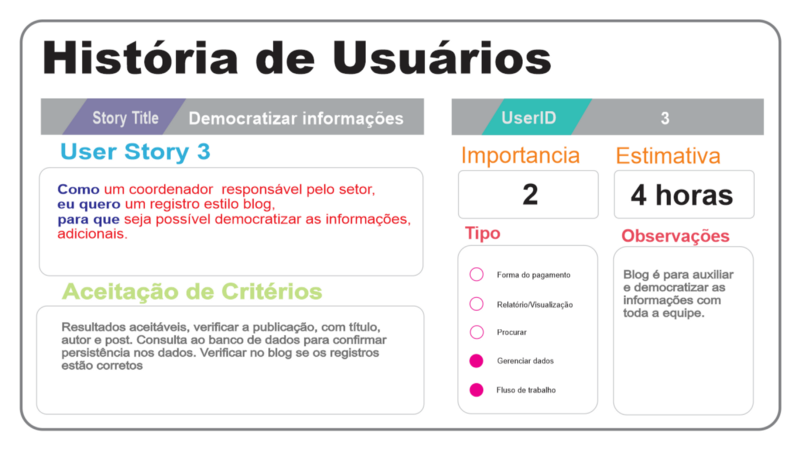 História de Usuários
Story Title
Democratizar informações
User Story 3
Como um coordenador responsável pelo setor,
eu quero um registro estilo blog,
para que seja possível democratizar as informações,
adicionais.
Aceitação de Critérios
Resultados aceitáveis, verificar a publicação, com título,
autor e post. Consulta ao banco de dados para confirmar
persistência nos dados. Verificar no blog se os registros
estão corretos
UserID
3
Importancia
2
Estimativa
4 horas
Tipo
Forma do pagamento
Relatório/Visualização
Procurar
Gerenciar dados
Fluso de trabalho
Observações
Blog é para auxiliar
e democratizar as
informações com
toda a equipe.